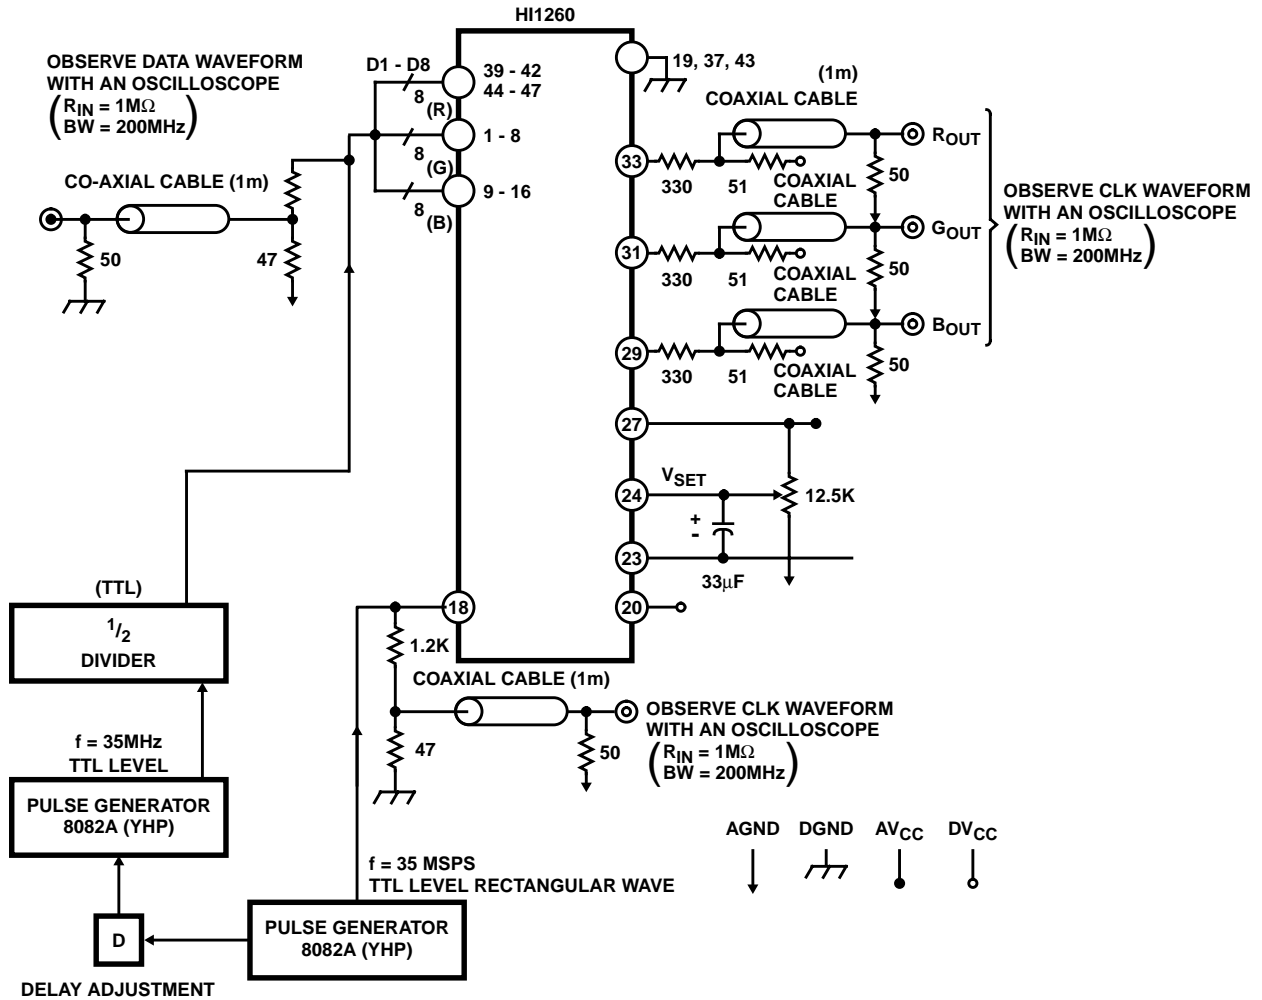 HI1260
OBSERVE DATA WAVEFORM
WITH AN OSCILLOSCOPE
(RIN = 1MΩ
BW = 200MHz)
D1 - D8
8
(R)
8
(G)
8
(B)
39 - 42
44 - 47
1 - 8
9 - 16
19, 37, 43
(1m)
COAXIAL CABLE
33
330
51
COAXIAL
CABLE
50
ROUT
31
330
51
COAXIAL
CABLE
50
GOUT
29
330
51
COAXIAL
CABLE
50
BOUT
OBSERVE CLK WAVEFORM
WITH AN OSCILLOSCOPE
(RIN = 1MΩ
BW = 200MHz)
CO-AXIAL CABLE (1m)
50
47
27
24
VSET
12.5K
+
-
23
33µF
20
18
1.2K
COAXIAL CABLE (1m)
47
50
OBSERVE CLK WAVEFORM
WITH AN OSCILLOSCOPE
(RIN = 1MΩ
BW = 200MHz)
(TTL)
1/2
DIVIDER
f = 35MHz
TTL LEVEL
PULSE GENERATOR
8082A (YHP)
D
DELAY ADJUSTMENT
f = 35 MSPS
TTL LEVEL RECTANGULAR WAVE
PULSE GENERATOR
8082A (YHP)
AGND
DGND
AVCC
DVCC